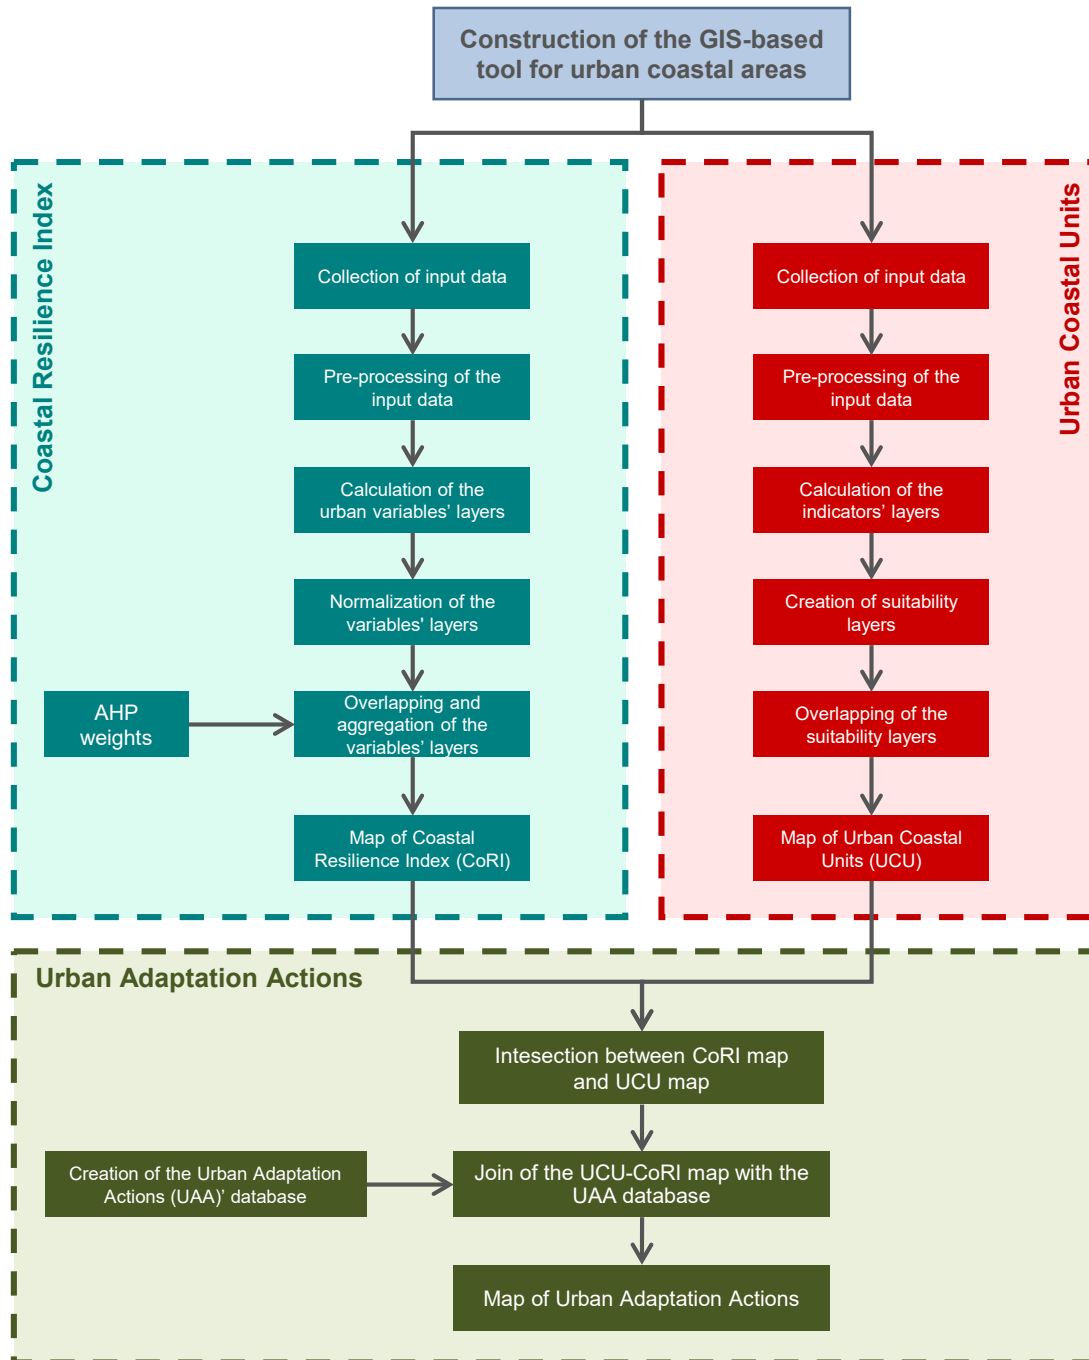 Construction of the GIS-based
tool for urban coastal areas
Coastal Resilience Index
Collection of input data
Pre-processing of the
input data
Calculation of the
urban variables’ layers
Normalization of the
variables' layers
AHP
weights
Overlapping and
aggregation of the
variables’ layers
Map of Coastal
Resilience Index (CoRI)
Urban Coastal Units
Collection of input data
Pre-processing of the
input data
Calculation of the
indicators’ layers
Creation of suitability
layers
Overlapping of the
suitability layers
Map of Urban Coastal
Units (UCU)
Urban Adaptation Actions
Intesection between CoRI map
and UCU map
Creation of the Urban Adaptation
Actions (UAA)’ database
Join of the UCU-CoRI map with the
UAA database
Map of Urban Adaptation Actions